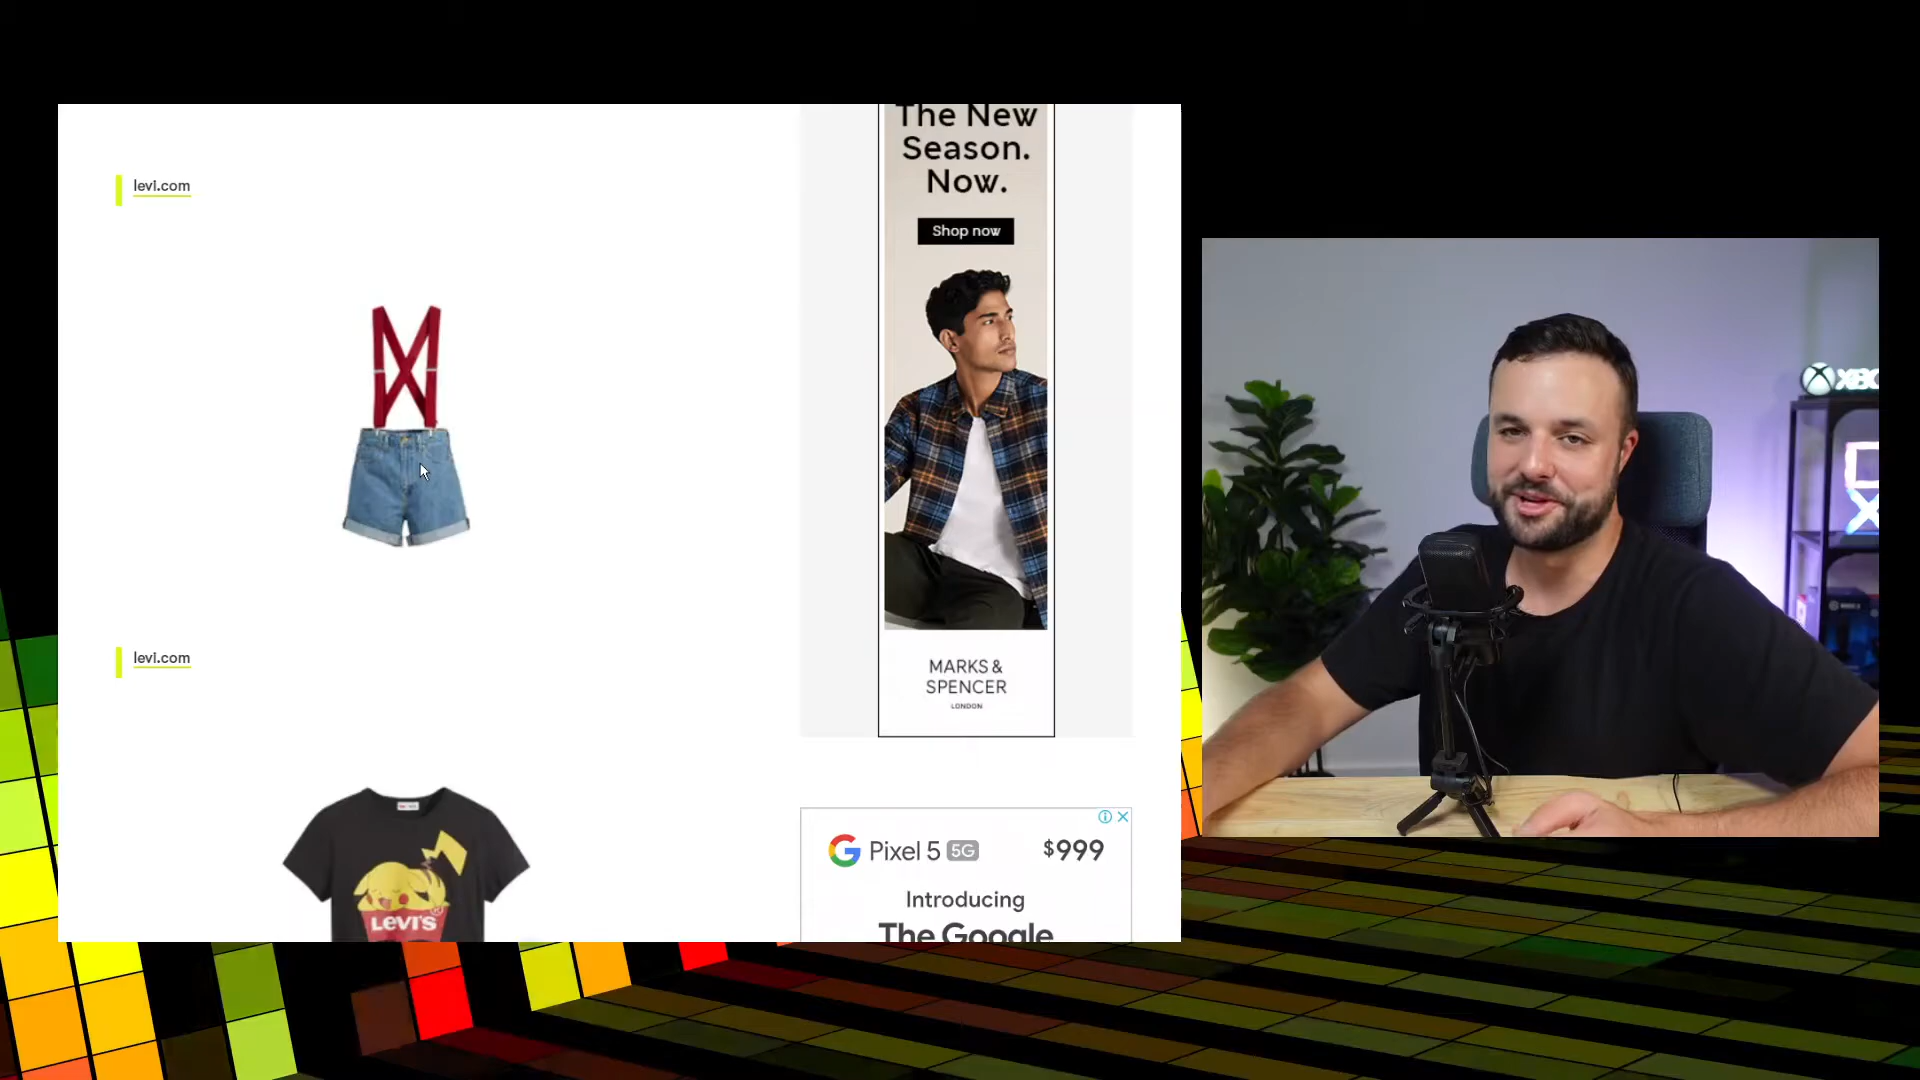 levi.com
levi.com
LEVI'S
The New
Season.
Now.
Shop now
MARKS &
SPENCER
LONDON
G Pixel 5 5G
$999
Introducing
The Google
XBO